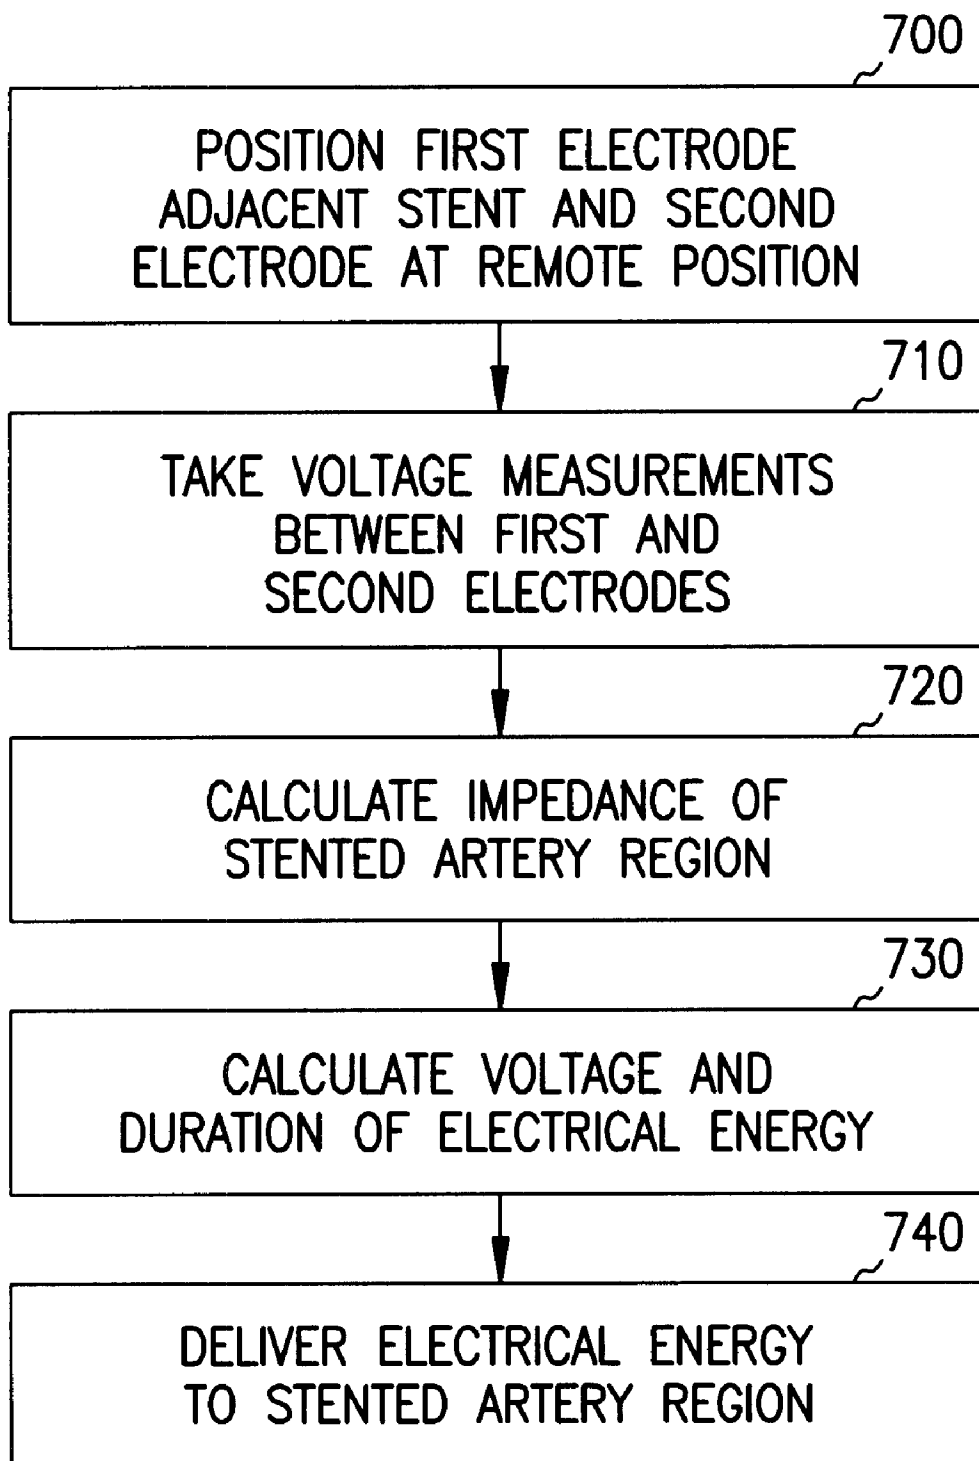 700
POSITION FIRST ELECTRODE
ADJACENT STENT AND SECOND
ELECTRODE AT REMOTE POSITION
710
TAKE VOLTAGE MEASUREMENTS
BETWEEN FIRST AND
SECOND ELECTRODES
720
CALCULATE IMPEDANCE OF
STENTED ARTERY REGION
730
CALCULATE VOLTAGE AND
DURATION OF ELECTRICAL ENERGY
740
DELIVER ELECTRICAL ENERGY
TO STENTED ARTERY REGION